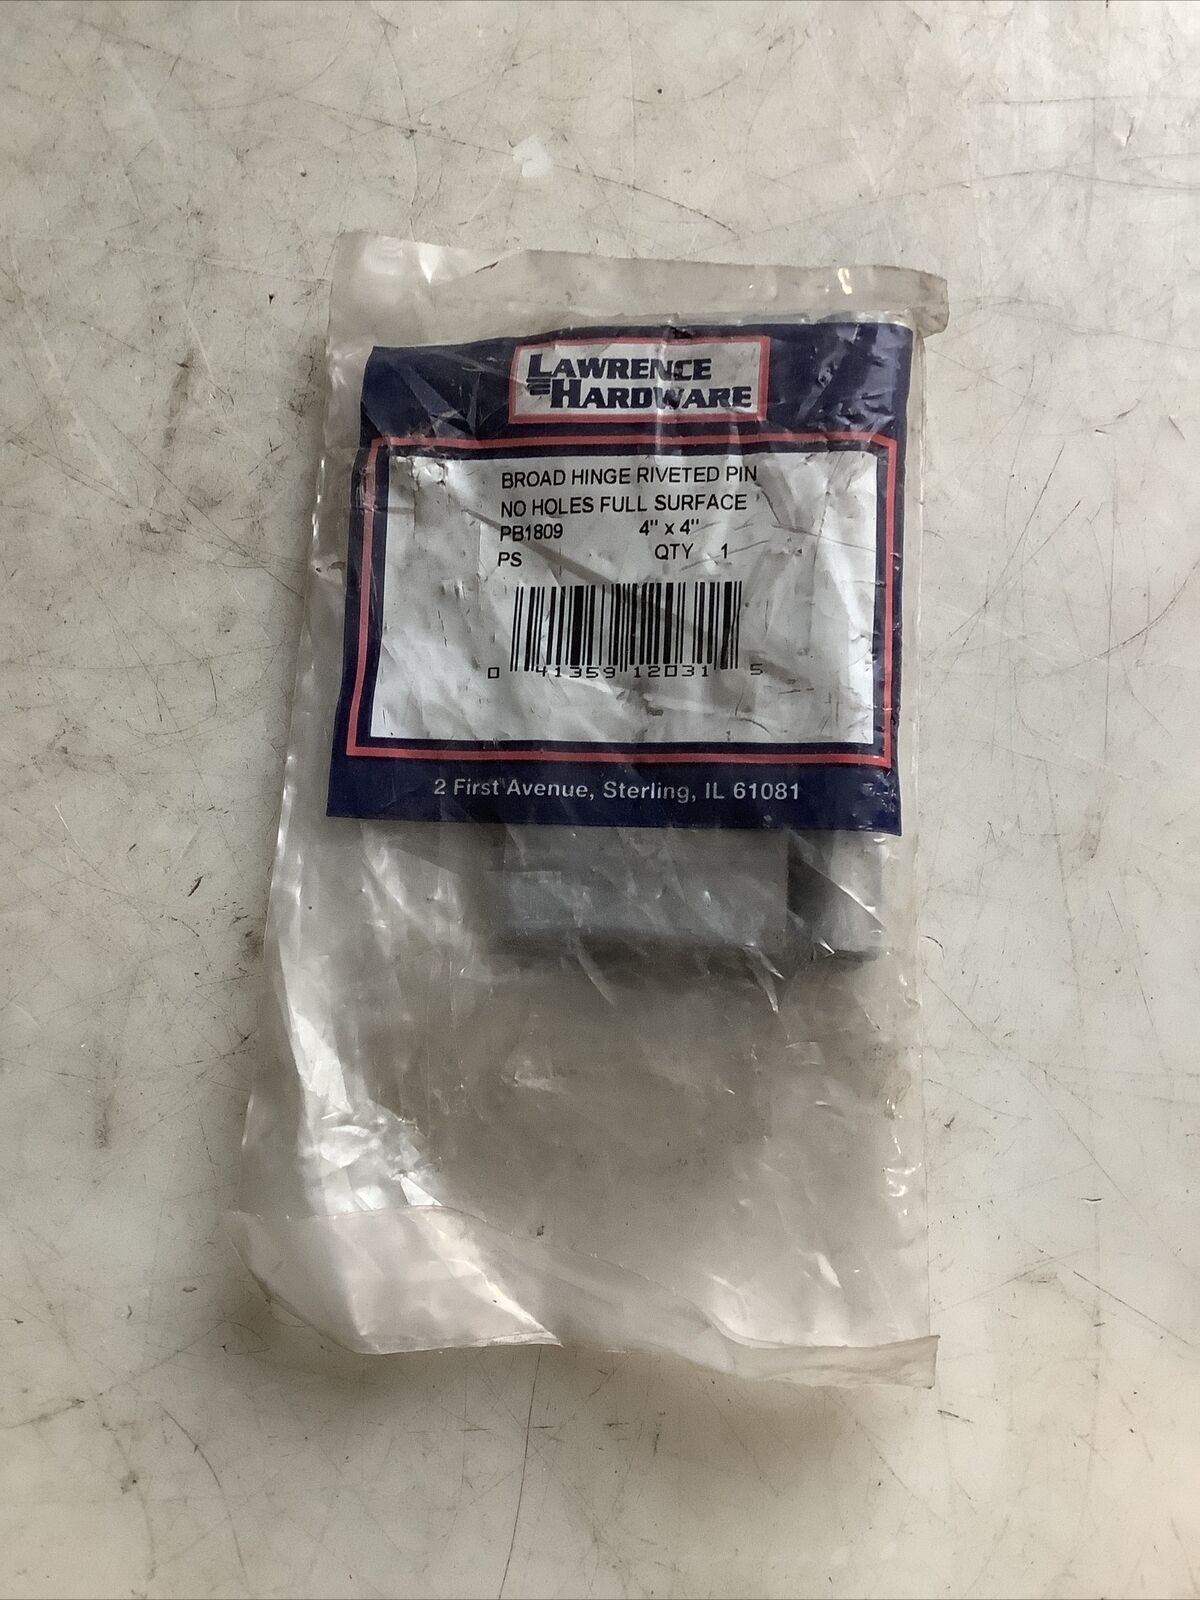 LAWRENCE
HARDWARE
BROAD HINGE RIVETED PIN
NO HOLES FULL SURFACE
PB1809 4" x 4"
PS QTY 1
0 41359 12031 5
2 First Avenue, Sterling, IL 61081